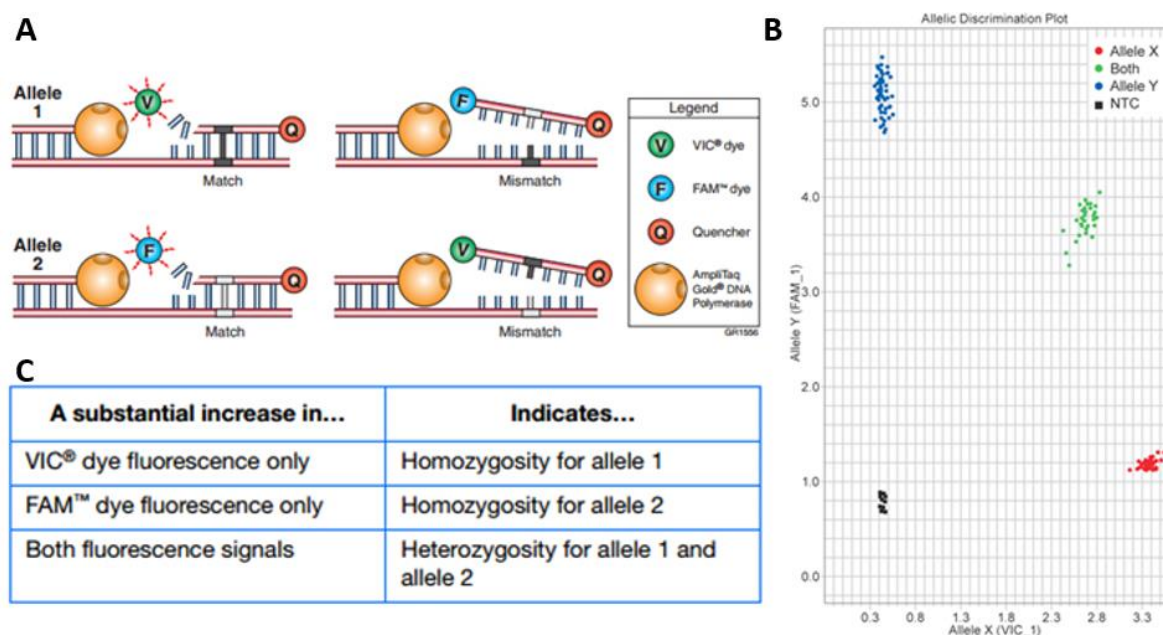 A
Allele
1
V
Q
Match
F
Q
Mismatch
Allele
2
F
Q
Match
V
Q
Mismatch
Legend
V VIC® dye
F FAM™ dye
Q Quencher
AmpliTaq
Gold® DNA
Polymerase
GR1556
B
Allelic Discrimination Plot
Allele X
Both
Allele Y
NTC
Allele Y (FAM_1)
5.0
4.0
3.0
2.0
1.0
0.0
0.3 0.8 1.3 1.8 2.3 2.8 3.3
Allele X (VIC_1)
C
A substantial increase in... Indicates...
VIC® dye fluorescence only Homozygosity for allele 1
FAM™ dye fluorescence only Homozygosity for allele 2
Both fluorescence signals Heterozygosity for allele 1 and
allele 2